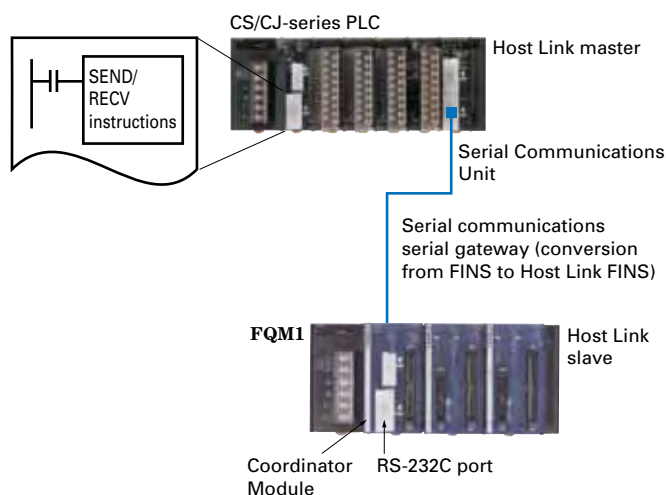 CS/CJ-series PLC
Host Link master
SEND/
RECV
instructions
Serial Communications
Unit
Serial communications
serial gateway (conversion
from FINS to Host Link FINS)
FQM1
Host Link
slave
Coordinator
Module
RS-232C port